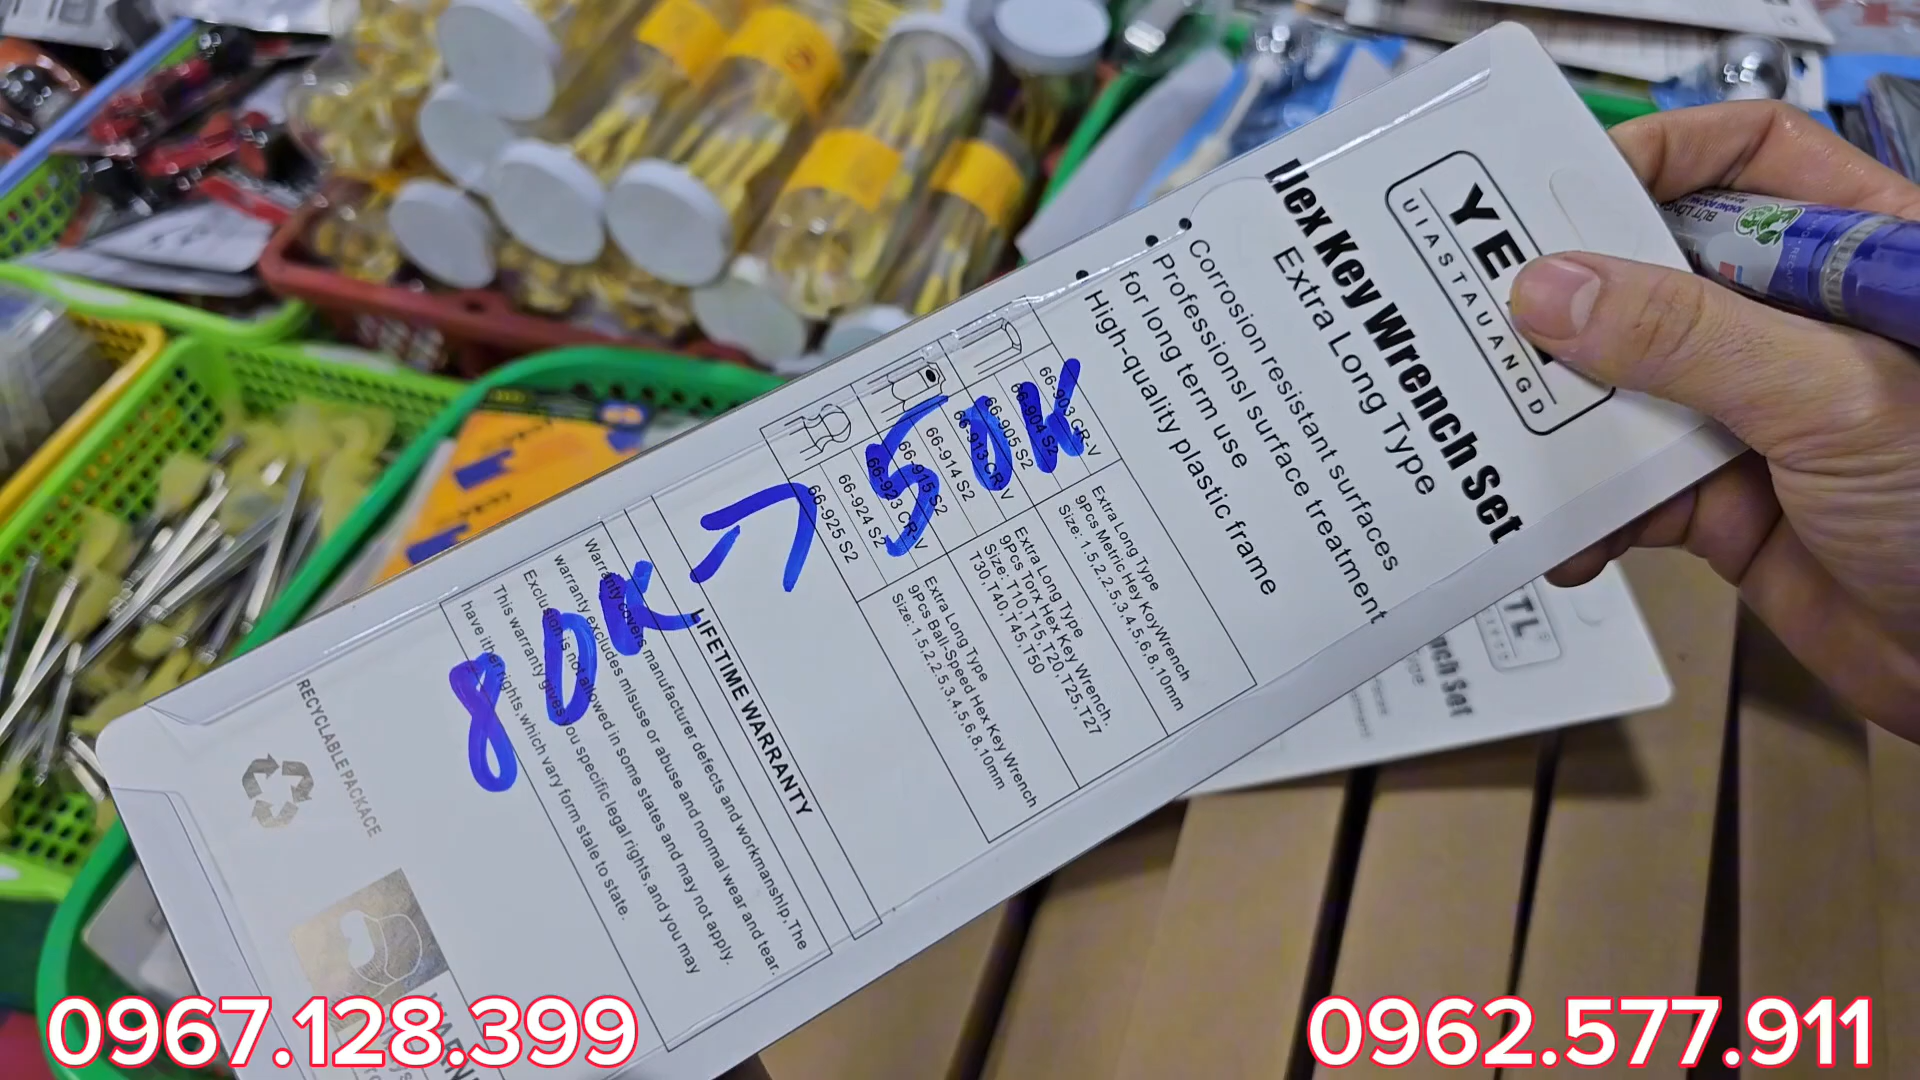 UIASTAUANGD
Hex Key Wrench Set
Extra Long Type
Corrosion resistant surfaces
Professionsl surface treatment
for long term use
High-quality plastic frame
66-903 CR-V
66-904 S2
66-905 S2
Extra Long Type
9Pcs Metric Hey KoyWrench
Size: 1.5,2,2.5,3,4,5,6,8,10mm
66-913 CR-V
66-914 S2
66-915 S2
Extra Long Type
9Pcs Torx Hex Key Wrench,
Size: T10,T15,T20,T25,T27
T30,T40,T45,T50
66-923 CR-V
66-924 S2
66-925 S2
Extra Long Type
9Pcs Ball-Speed Hex Key Wrench
Size: 1.5,2,2.5,3,4,5,6,8,10mm
80K → 50K
LIFETIME WARRANTY
Warranty covers manufacturer defects and workmanship, The
warranty excludes misuse or abuse and nonmal wear and tear.
Exclusion is not allowed in some states and may not apply.
This warranty gives you specific legal rights, and you may
have ither rights, which vary form stale to state.
RECYCLABLE PACKACE
TL
nch Set
0967.128.399
0962.577.911